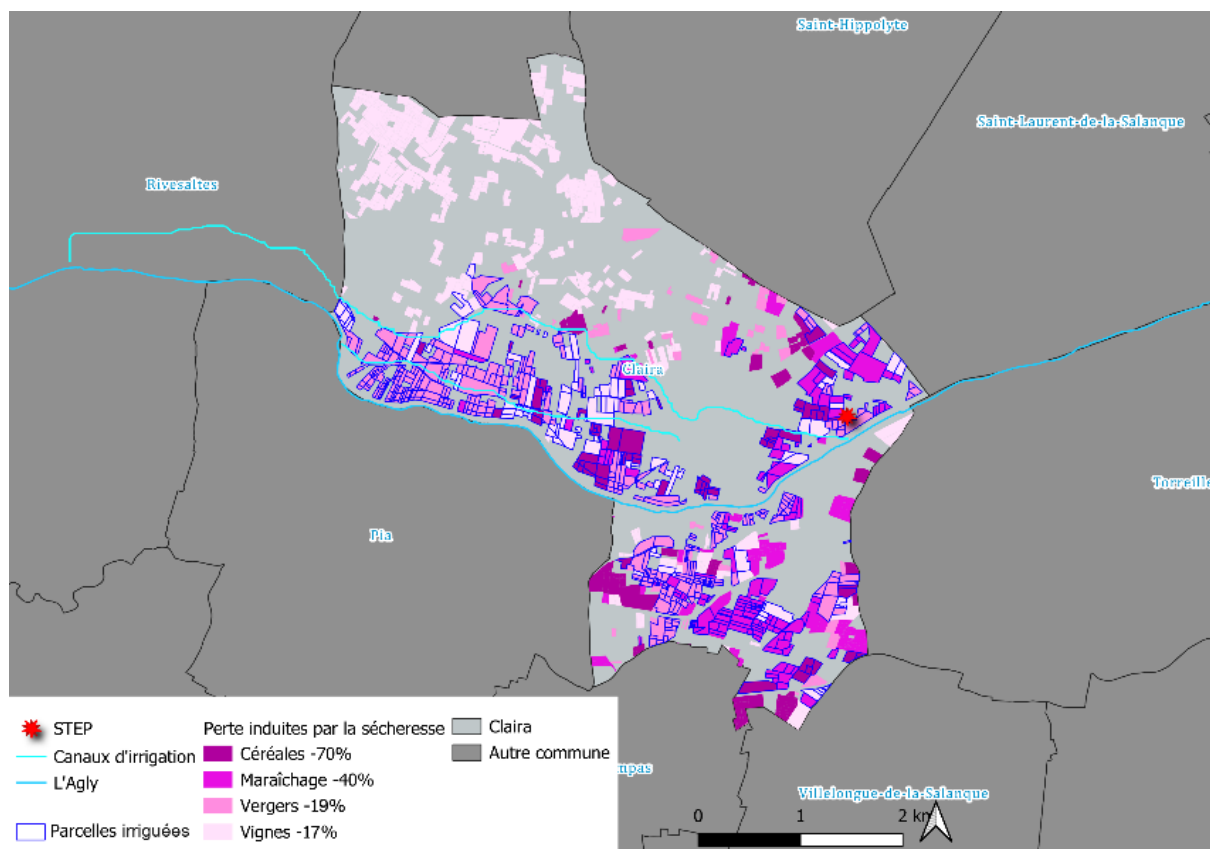 Saint-Hippolyte
Saint-Laurent-de-la-Salanque
Rivesaltes
Claira
Torreille
Pia
STEP
Canaux d'irrigation
L'Agly
Parcelles irriguées
Perte induites par la sécheresse
Céréales -70%
Maraîchage -40%
Vergers -19%
Vignes -17%
Claira
Autre commune
mpas
Villelongue-de-la-Salanque
0 1 2 km